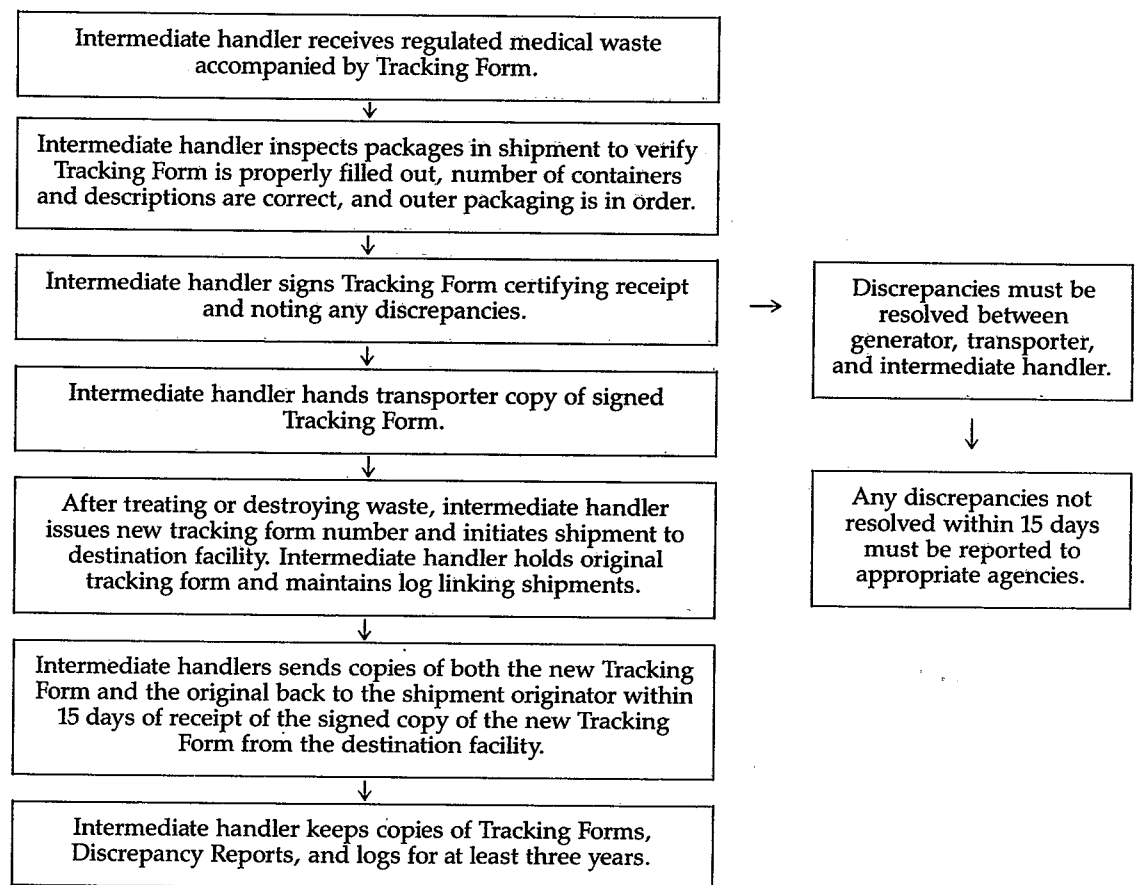 Intermediate handler receives regulated medical waste
accompanied by Tracking Form.
Intermediate handler inspects packages in shipment to verify
Tracking Form is properly filled out, number of containers
and descriptions are correct, and outer packaging is in order.
Intermediate handler signs Tracking Form certifying receipt
and noting any discrepancies.
Discrepancies must be
resolved between
generator, transporter,
and intermediate handler.
Any discrepancies not
resolved within 15 days
must be reported to
appropriate agencies.
Intermediate handler hands transporter copy of signed
Tracking Form.
After treating or destroying waste, intermediate handler
issues new tracking form number and initiates shipment to
destination facility. Intermediate handler holds original
tracking form and maintains log linking shipments.
Intermediate handlers sends copies of both the new Tracking
Form and the original back to the shipment originator within
15 days of receipt of the signed copy of the new Tracking
Form from the destination facility.
Intermediate handler keeps copies of Tracking Forms,
Discrepancy Reports, and logs for at least three years.